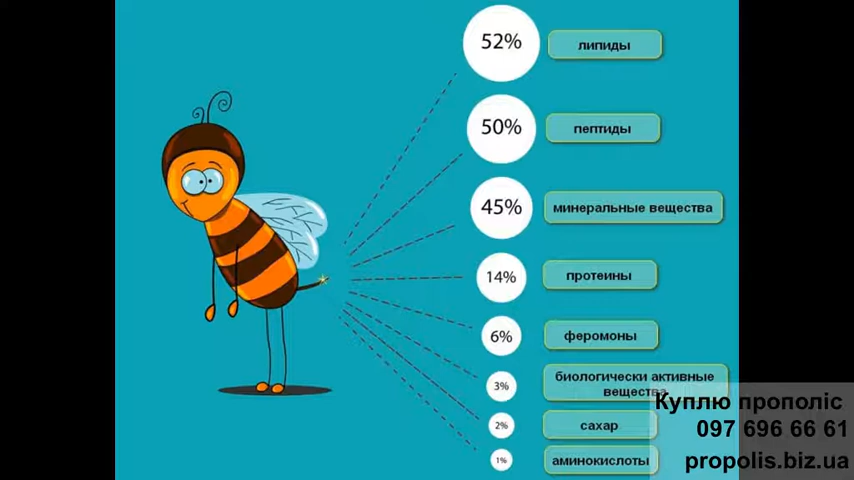 52%
липиды
50%
пептиды
45%
минеральные вещества
14%
протеины
6%
феромоны
3%
биологически активные
вещества
2%
сахар
1%
аминокислоты
Куплю прополіс
097 696 66 61
propolis.biz.ua